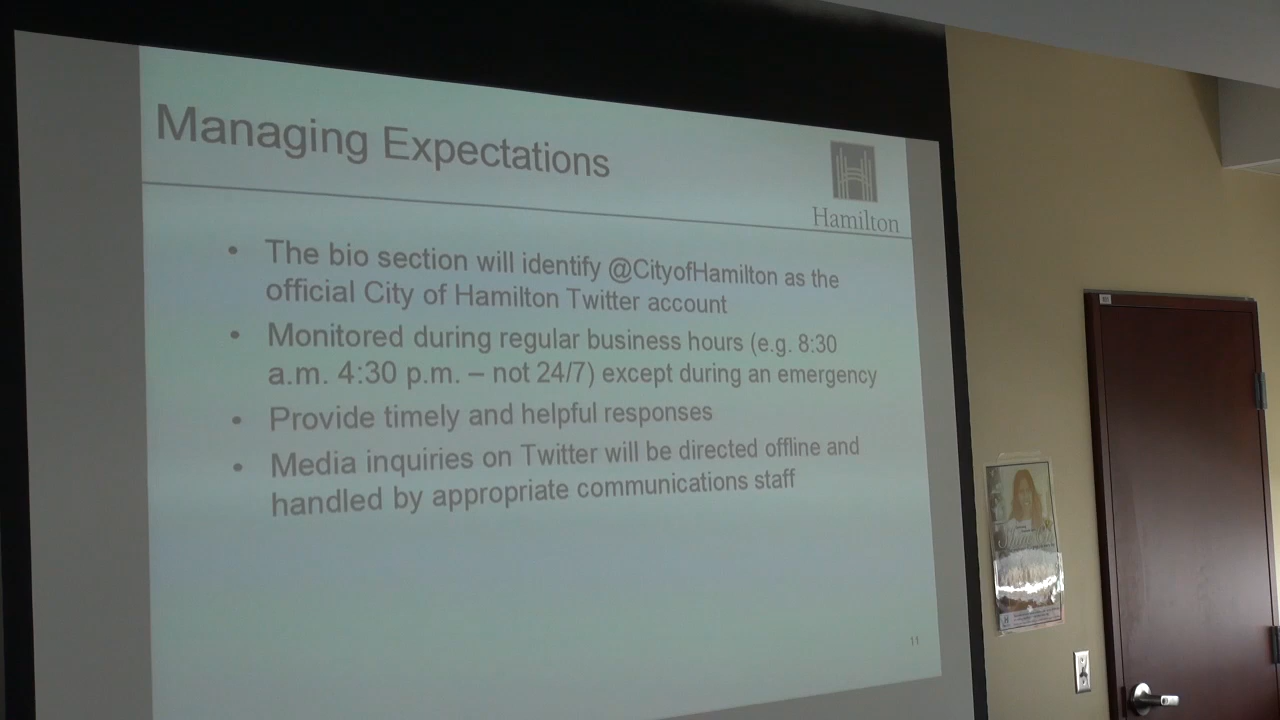 Managing Expectations
Hamilton
• The bio section will identify @CityofHamilton as the
official City of Hamilton Twitter account
• Monitored during regular business hours (e.g. 8:30
a.m. 4:30 p.m. – not 24/7) except during an emergency
• Provide timely and helpful responses
• Media inquiries on Twitter will be directed offline and
handled by appropriate communications staff
11